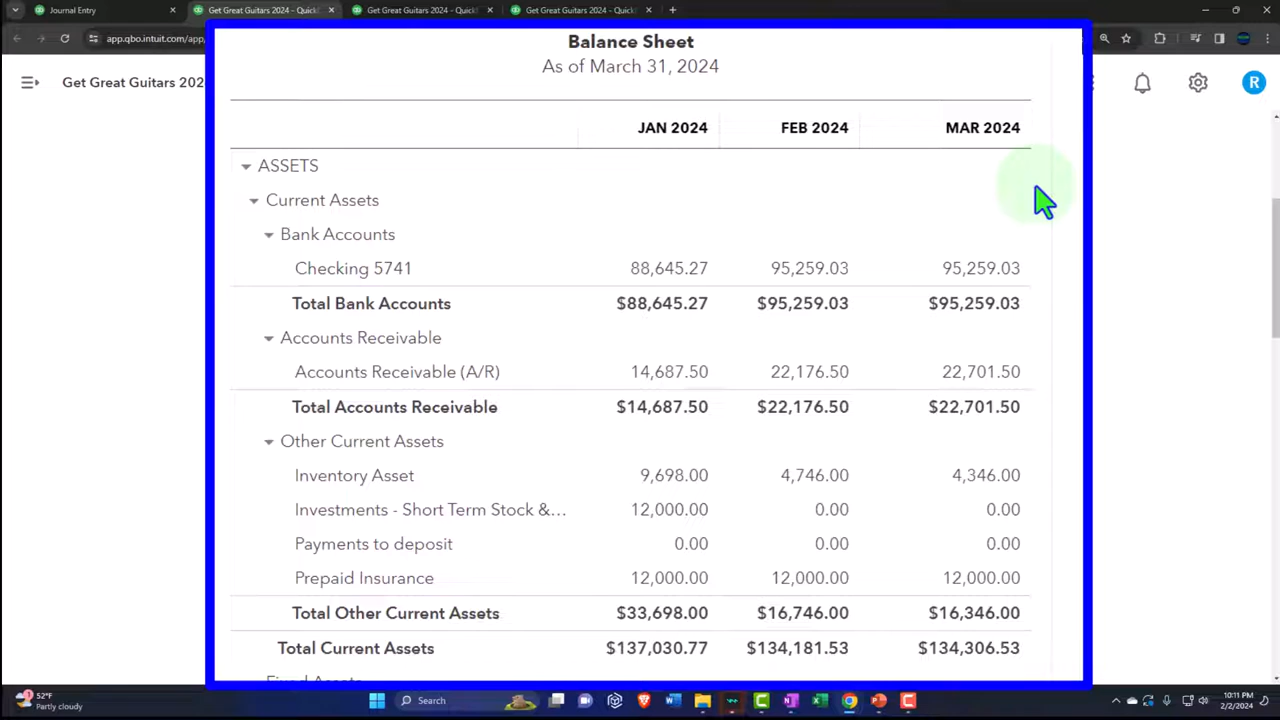 Journal Entry
Get Great Guitars 2024 - Quick
Get Great Guitars 2024 - Quick
Get Great Guitars 2024 - Quick
app.qbo.intuit.com/app/
Get Great Guitars 202
R
Balance Sheet
As of March 31, 2024
JAN 2024 FEB 2024 MAR 2024
ASSETS
Current Assets
Bank Accounts
Checking 5741 88,645.27 95,259.03 95,259.03
Total Bank Accounts $88,645.27 $95,259.03 $95,259.03
Accounts Receivable
Accounts Receivable (A/R) 14,687.50 22,176.50 22,701.50
Total Accounts Receivable $14,687.50 $22,176.50 $22,701.50
Other Current Assets
Inventory Asset 9,698.00 4,746.00 4,346.00
Investments - Short Term Stock &... 12,000.00 0.00 0.00
Payments to deposit 0.00 0.00 0.00
Prepaid Insurance 12,000.00 12,000.00 12,000.00
Total Other Current Assets $33,698.00 $16,746.00 $16,346.00
Total Current Assets $137,030.77 $134,181.53 $134,306.53
Fixed Assets
52°F
Partly cloudy
Search
10:11 PM
2/2/2024